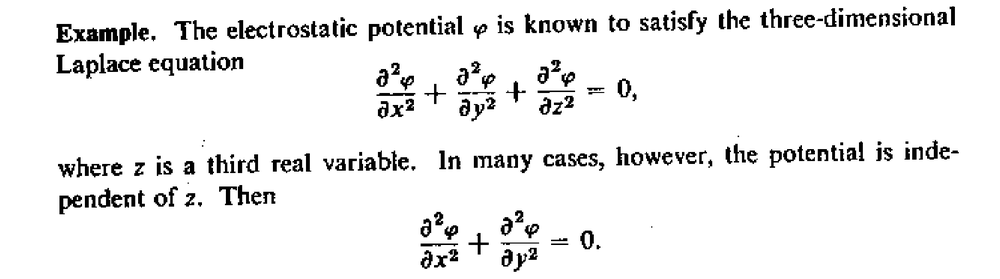 Example. The electrostatic potential φ is known to satisfy the three-dimensional
Laplace equation
∂²φ/∂x² + ∂²φ/∂y² + ∂²φ/∂z² = 0,
where z is a third real variable. In many cases, however, the potential is inde-
pendent of z. Then
∂²φ/∂x² + ∂²φ/∂y² = 0.